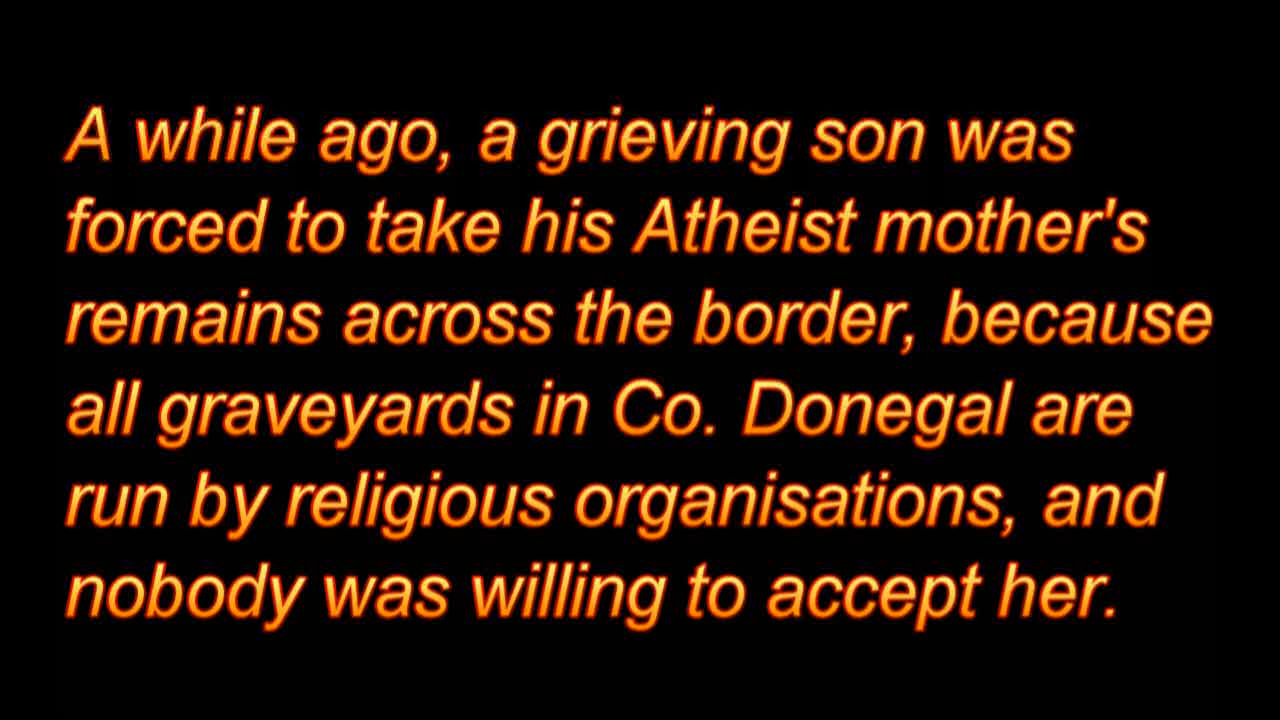 A while ago, a grieving son was
forced to take his Atheist mother's
remains across the border, because
all graveyards in Co. Donegal are
run by religious organisations, and
nobody was willing to accept her.